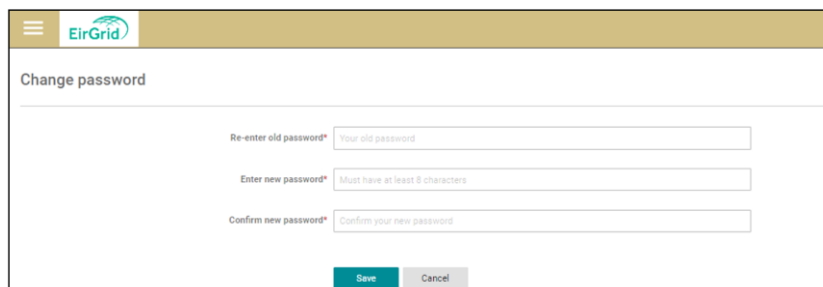 EirGrid
Change password
Re-enter old password* Your old password
Enter new password* Must have at least 8 characters
Confirm new password* Confirm your new password
Save Cancel